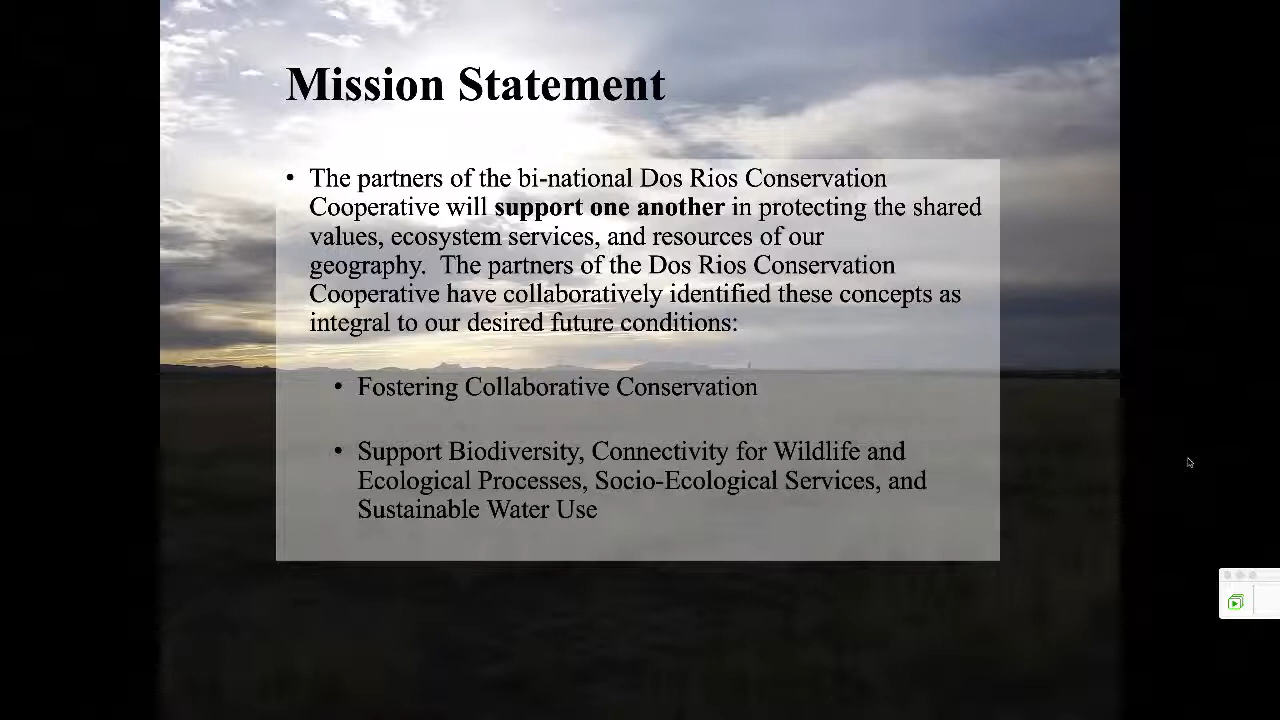 Mission Statement
• The partners of the bi-national Dos Rios Conservation
Cooperative will support one another in protecting the shared
values, ecosystem services, and resources of our
geography.  The partners of the Dos Rios Conservation
Cooperative have collaboratively identified these concepts as
integral to our desired future conditions:
• Fostering Collaborative Conservation
• Support Biodiversity, Connectivity for Wildlife and
Ecological Processes, Socio-Ecological Services, and
Sustainable Water Use